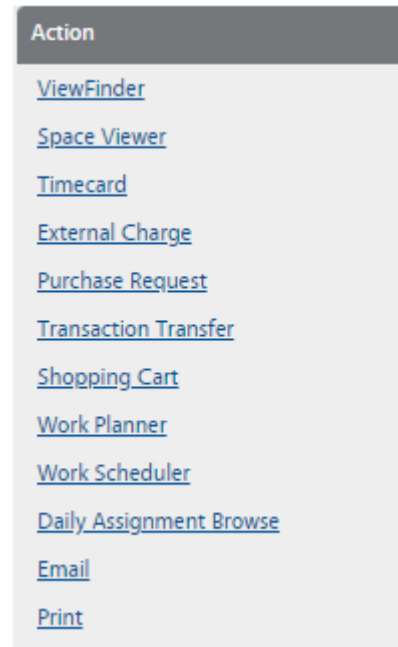 Action
ViewFinder
Space Viewer
Timecard
External Charge
Purchase Request
Transaction Transfer
Shopping Cart
Work Planner
Work Scheduler
Daily Assignment Browse
Email
Print